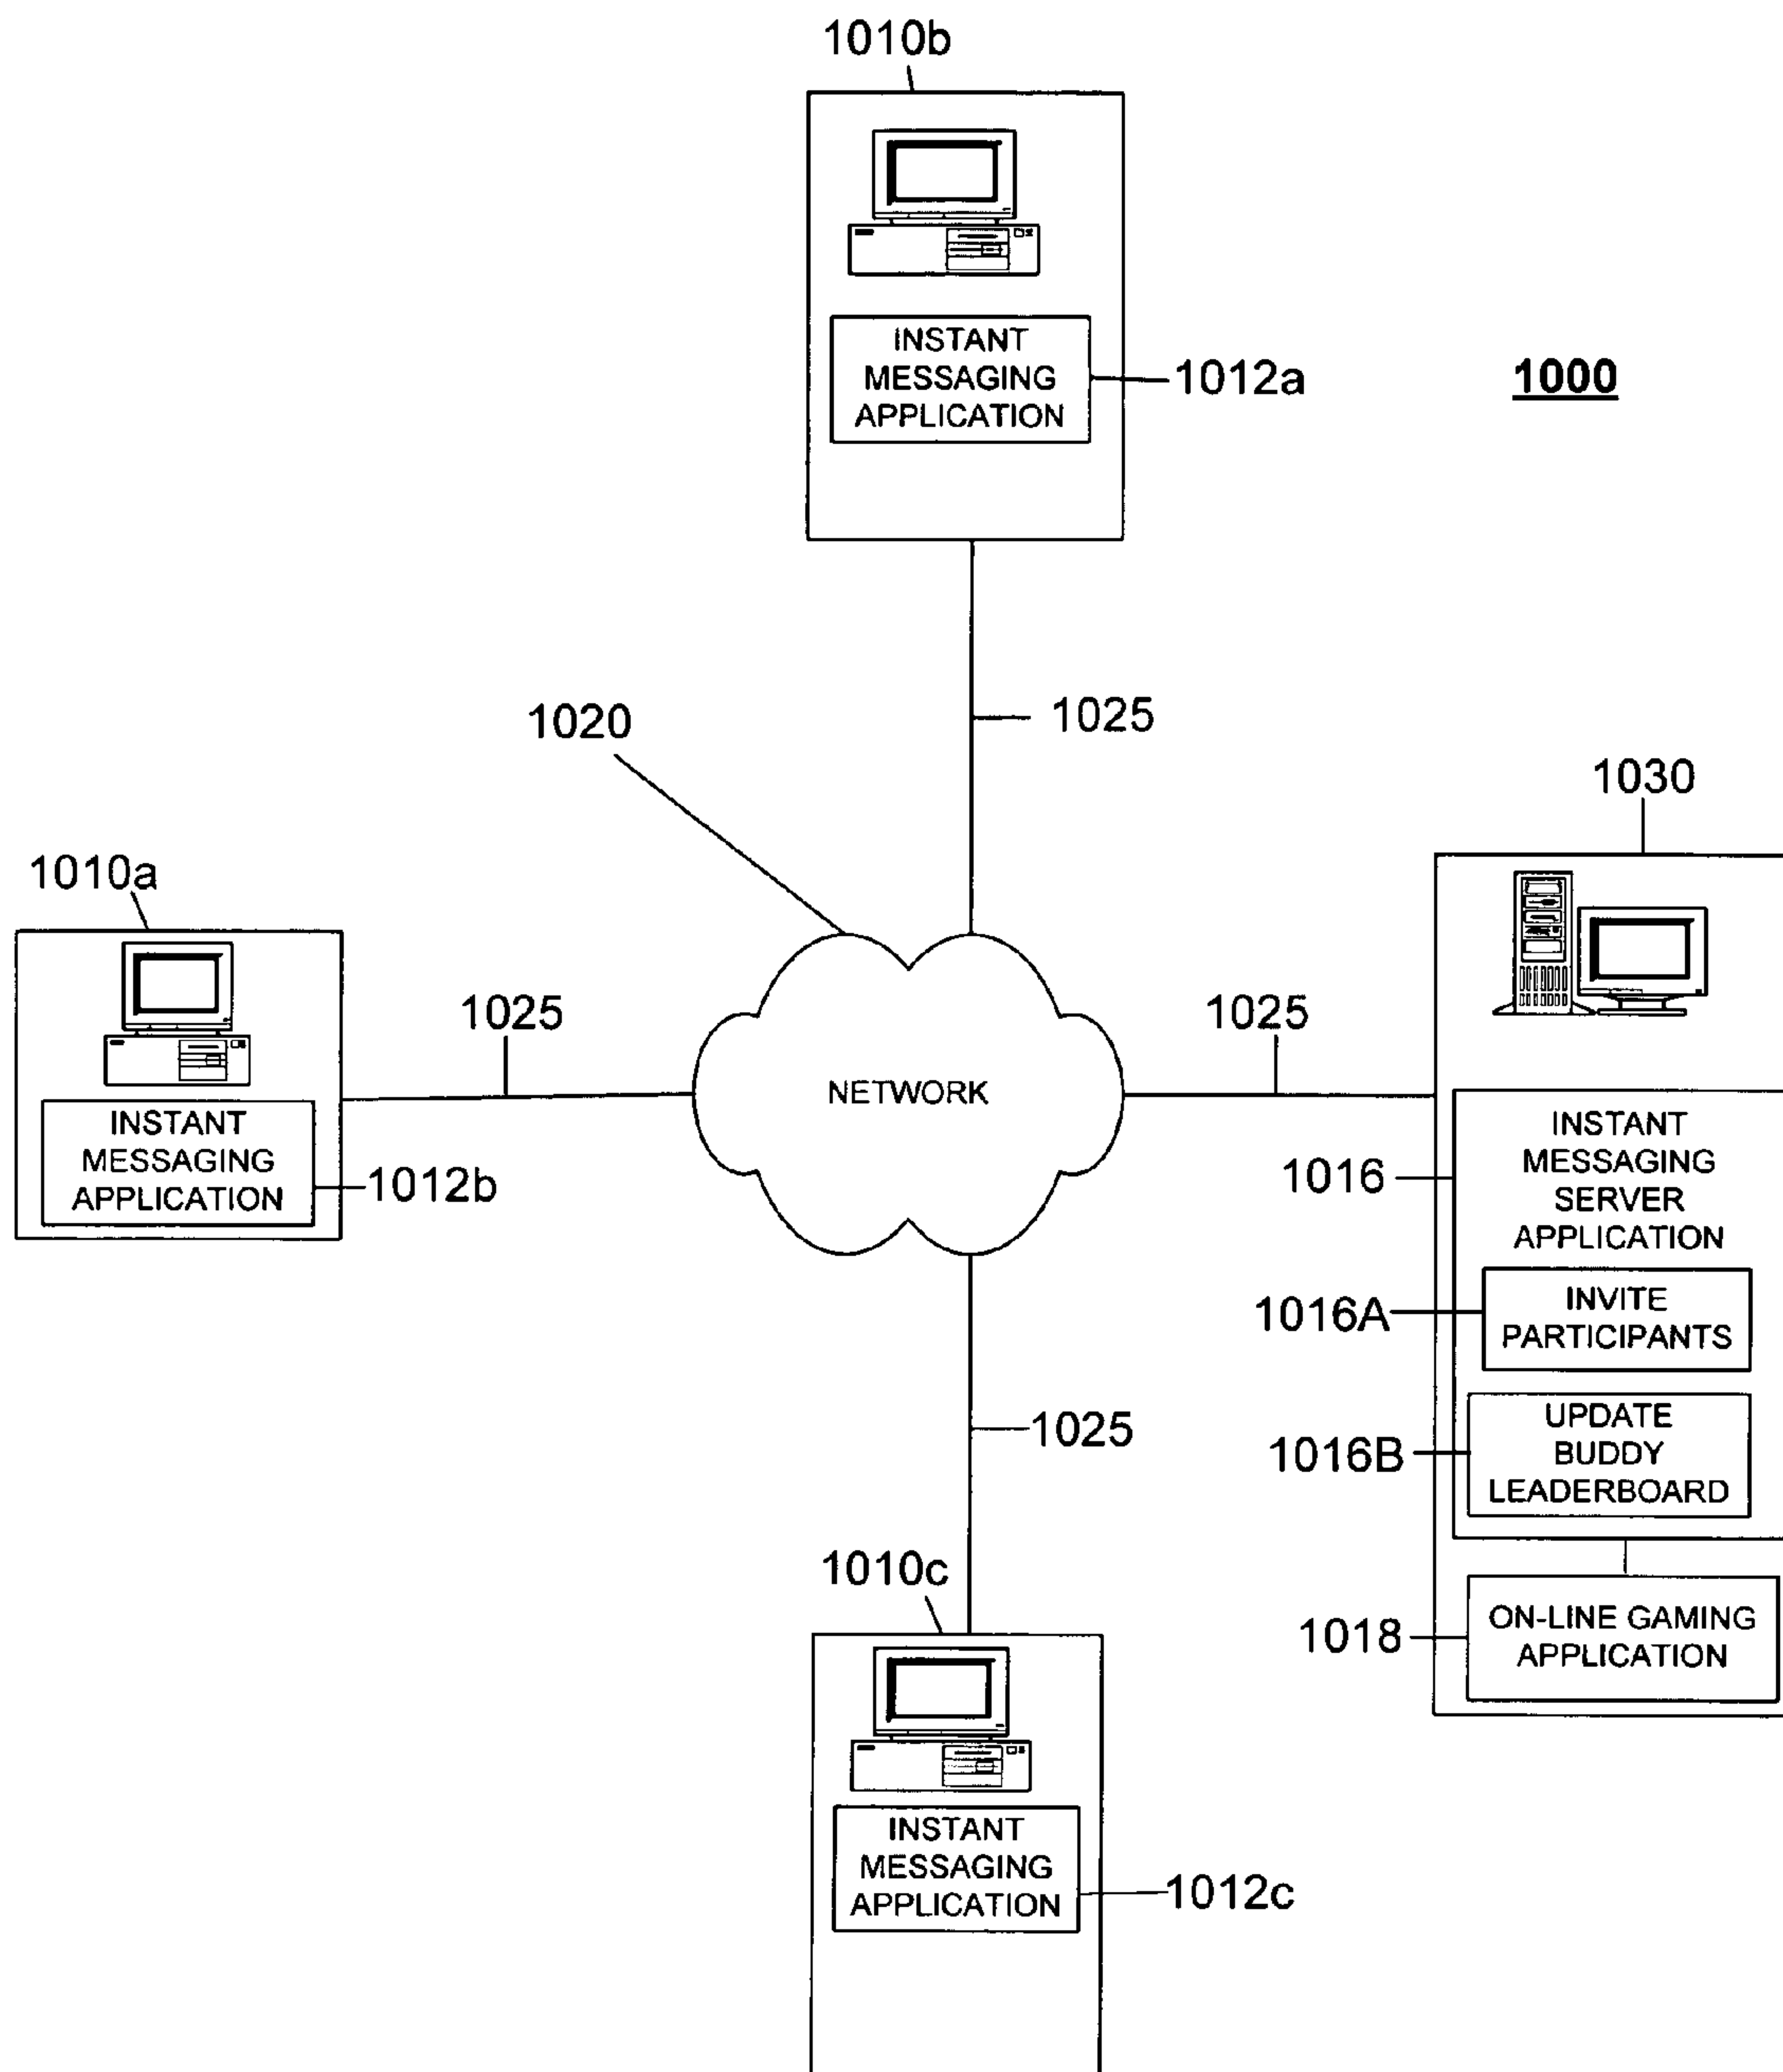 1010b
INSTANT
MESSAGING
APPLICATION
1012a
1000
1020
1025
1030
1010a
1025
1025
NETWORK
INSTANT
MESSAGING
APPLICATION
1012b
INSTANT
MESSAGING
SERVER
APPLICATION
1016
INVITE
PARTICIPANTS
1016A
UPDATE
BUDDY
LEADERBOARD
1016B
1025
1010c
ON-LINE GAMING
APPLICATION
1018
INSTANT
MESSAGING
APPLICATION
1012c